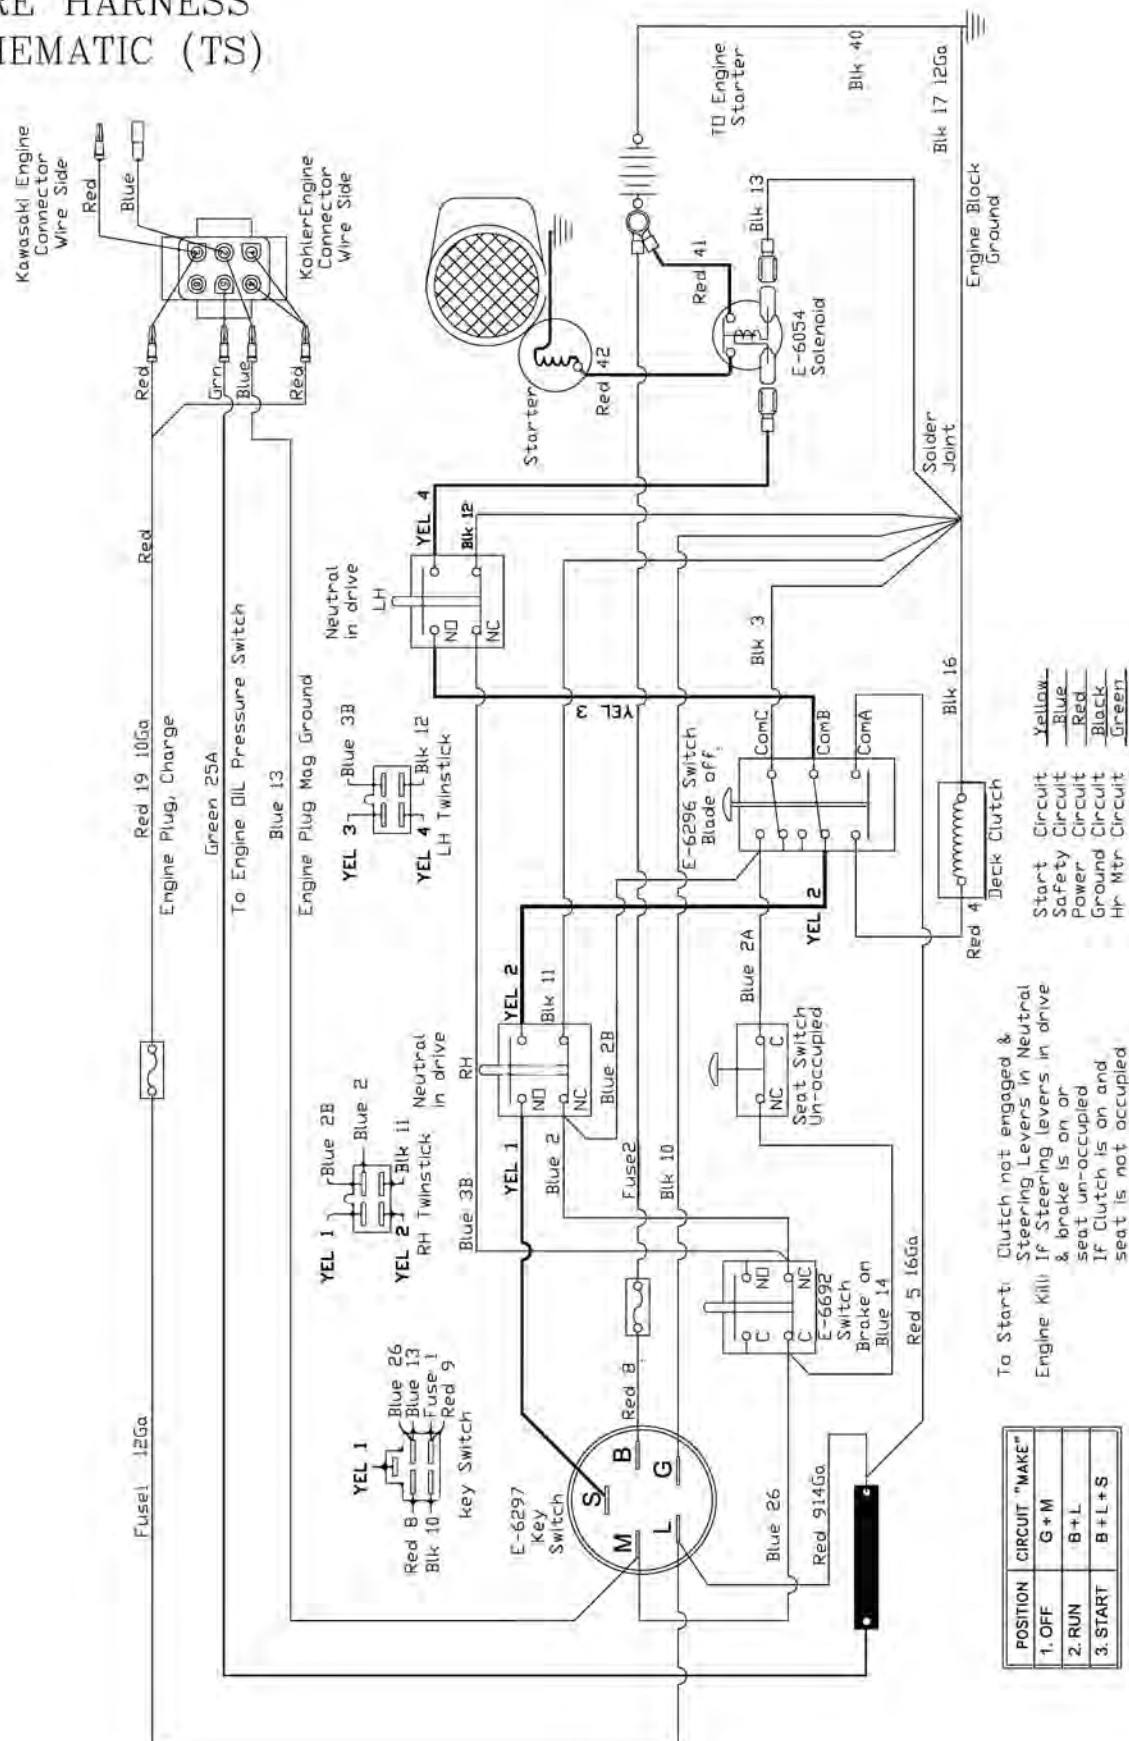 RE HARNESS
HEMATIC (TS)
Kawasaki Engine
Connector
Wire Side
Red
Blue
KohlerEngine
Connector
Wire Side
Red
Grn
Blue
Red
Red
Red 19 10Ga
Engine Plug, Charge
Green 25A
To Engine OIL Pressure Switch
Blue 13
Engine Plug Mag Ground
Fuse1 12Ga
TO Engine
Starter
Blk 40
Blk 17 12Ga
Engine Block
Ground
Blk 13
Red 41
E-6054
Solenoid
Starter
Red 42
Solder
Joint
Neutral
in drive
LH
YEL 4
Blk 12
NO
NC
YEL 3
Blue 3B
YEL 4
Blk 12
LH Twinstick
YEL 3
E-6296 Switch
Blade off
Blk 3
ComC
ComB
ComA
Blk 16
Deck Clutch
Red 4
YEL 2
Blue 2A
YEL 2
Blk 11
Blue 2B
RH
Neutral
in drive
NO
NC
YEL 1
Blue 2B
Blue 2
YEL 2
Blk 11
RH Twinstick
Blue 3B
YEL 1
Blue 2
Fuse2
Blk 10
Seat Switch
Un-occupied
C
NC
E-6692
Switch
Brake on
Blue 14
NO
NC
C
C
Red 5 16Ga
Red 8
YEL 1
Blue 26
Blue 13
Fuse 1
Red 9
Red 8
Blk 10
key Switch
E-6297
Key
Switch
S
B
M
G
L
Blue 26
Red 914Ga
Start Circuit Yellow
Safety Circuit Blue
Power Circuit Red
Ground Circuit Black
Hr Mtr Circuit Green
To Start: Clutch not engaged &
Steering Levers in Neutral
Engine Kill: If Steering levers in drive
& brake is on or
seat un-occupied
If Clutch is on and
seat is not occupied
POSITION CIRCUIT "MAKE"
1. OFF G+M
2. RUN B+L
3. START B+L+S